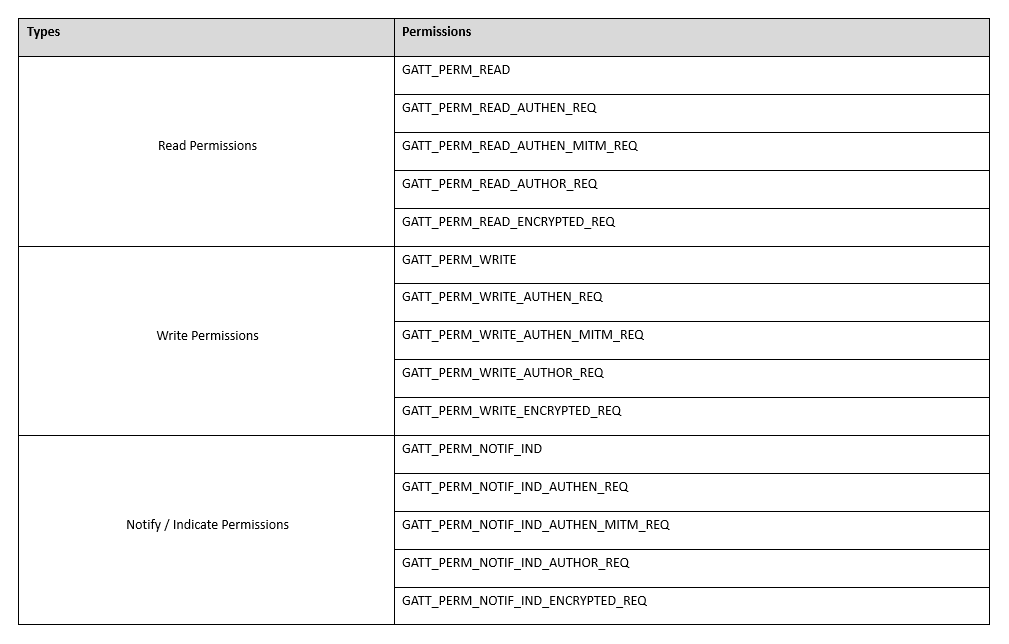 Types
Permissions
Read Permissions
GATT_PERM_READ
GATT_PERM_READ_AUTHEN_REQ
GATT_PERM_READ_AUTHEN_MITM_REQ
GATT_PERM_READ_AUTHOR_REQ
GATT_PERM_READ_ENCRYPTED_REQ
Write Permissions
GATT_PERM_WRITE
GATT_PERM_WRITE_AUTHEN_REQ
GATT_PERM_WRITE_AUTHEN_MITM_REQ
GATT_PERM_WRITE_AUTHOR_REQ
GATT_PERM_WRITE_ENCRYPTED_REQ
Notify / Indicate Permissions
GATT_PERM_NOTIF_IND
GATT_PERM_NOTIF_IND_AUTHEN_REQ
GATT_PERM_NOTIF_IND_AUTHEN_MITM_REQ
GATT_PERM_NOTIF_IND_AUTHOR_REQ
GATT_PERM_NOTIF_IND_ENCRYPTED_REQ